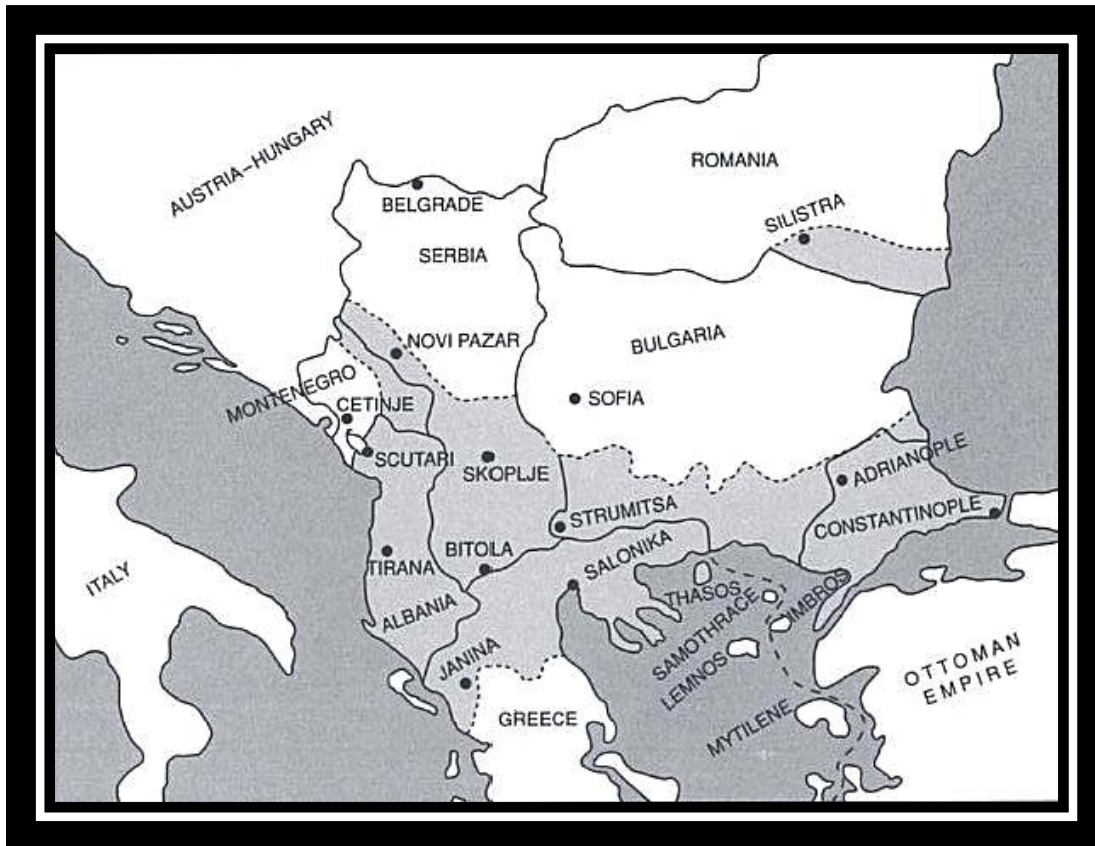 AUSTRIA–HUNGARY
ROMANIA
BELGRADE
SILISTRA
SERBIA
NOVI PAZAR
BULGARIA
MONTENEGRO
CETINJE
SOFIA
SCUTARI
SKOPLJE
ADRIANOPLE
STRUMITSA
CONSTANTINOPLE
BITOLA
SALONIKA
TIRANA
ITALY
THASOS
IMBROS
ALBANIA
SAMOTHRACE
LEMNOS
JANINA
OTTOMAN
EMPIRE
GREECE
MYTILENE